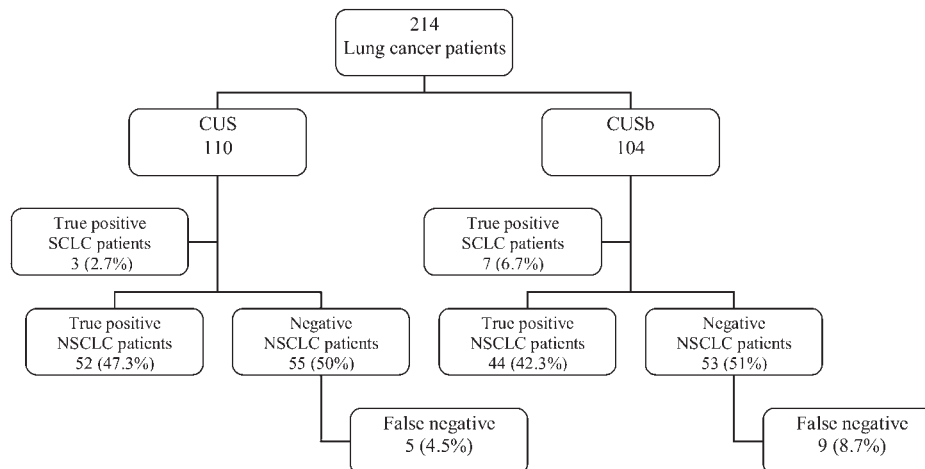 214
Lung cancer patients
CUS
110
CUSb
104
True positive
SCLC patients
3 (2.7%)
True positive
SCLC patients
7 (6.7%)
True positive
NSCLC patients
52 (47.3%)
Negative
NSCLC patients
55 (50%)
True positive
NSCLC patients
44 (42.3%)
Negative
NSCLC patients
53 (51%)
False negative
5 (4.5%)
False negative
9 (8.7%)